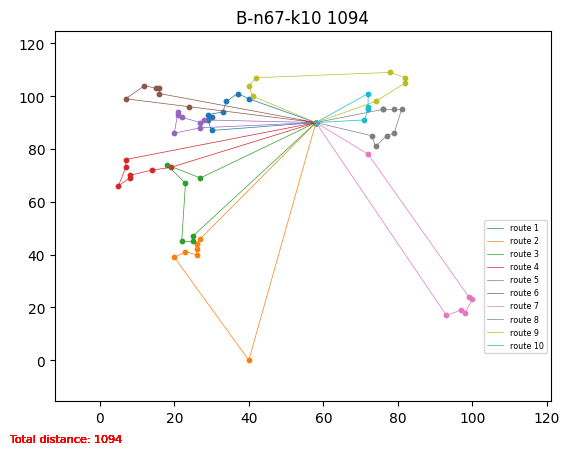 B-n67-k10 1094
120
100
80
60
40
20
0
0 20 40 60 80 100 120
route 1
route 2
route 3
route 4
route 5
route 6
route 7
route 8
route 9
route 10
Total distance: 1094